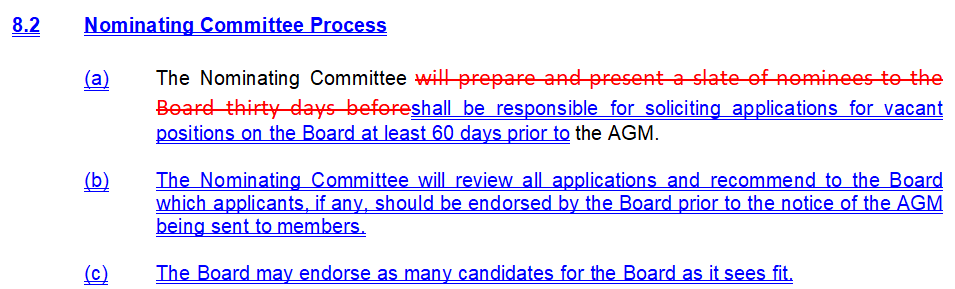 8.2 Nominating Committee Process
(a) The Nominating Committee will prepare and present a slate of nominees to the
Board thirty days beforeshall be responsible for soliciting applications for vacant
positions on the Board at least 60 days prior to the AGM.
(b) The Nominating Committee will review all applications and recommend to the Board
which applicants, if any, should be endorsed by the Board prior to the notice of the AGM
being sent to members.
(c) The Board may endorse as many candidates for the Board as it sees fit.